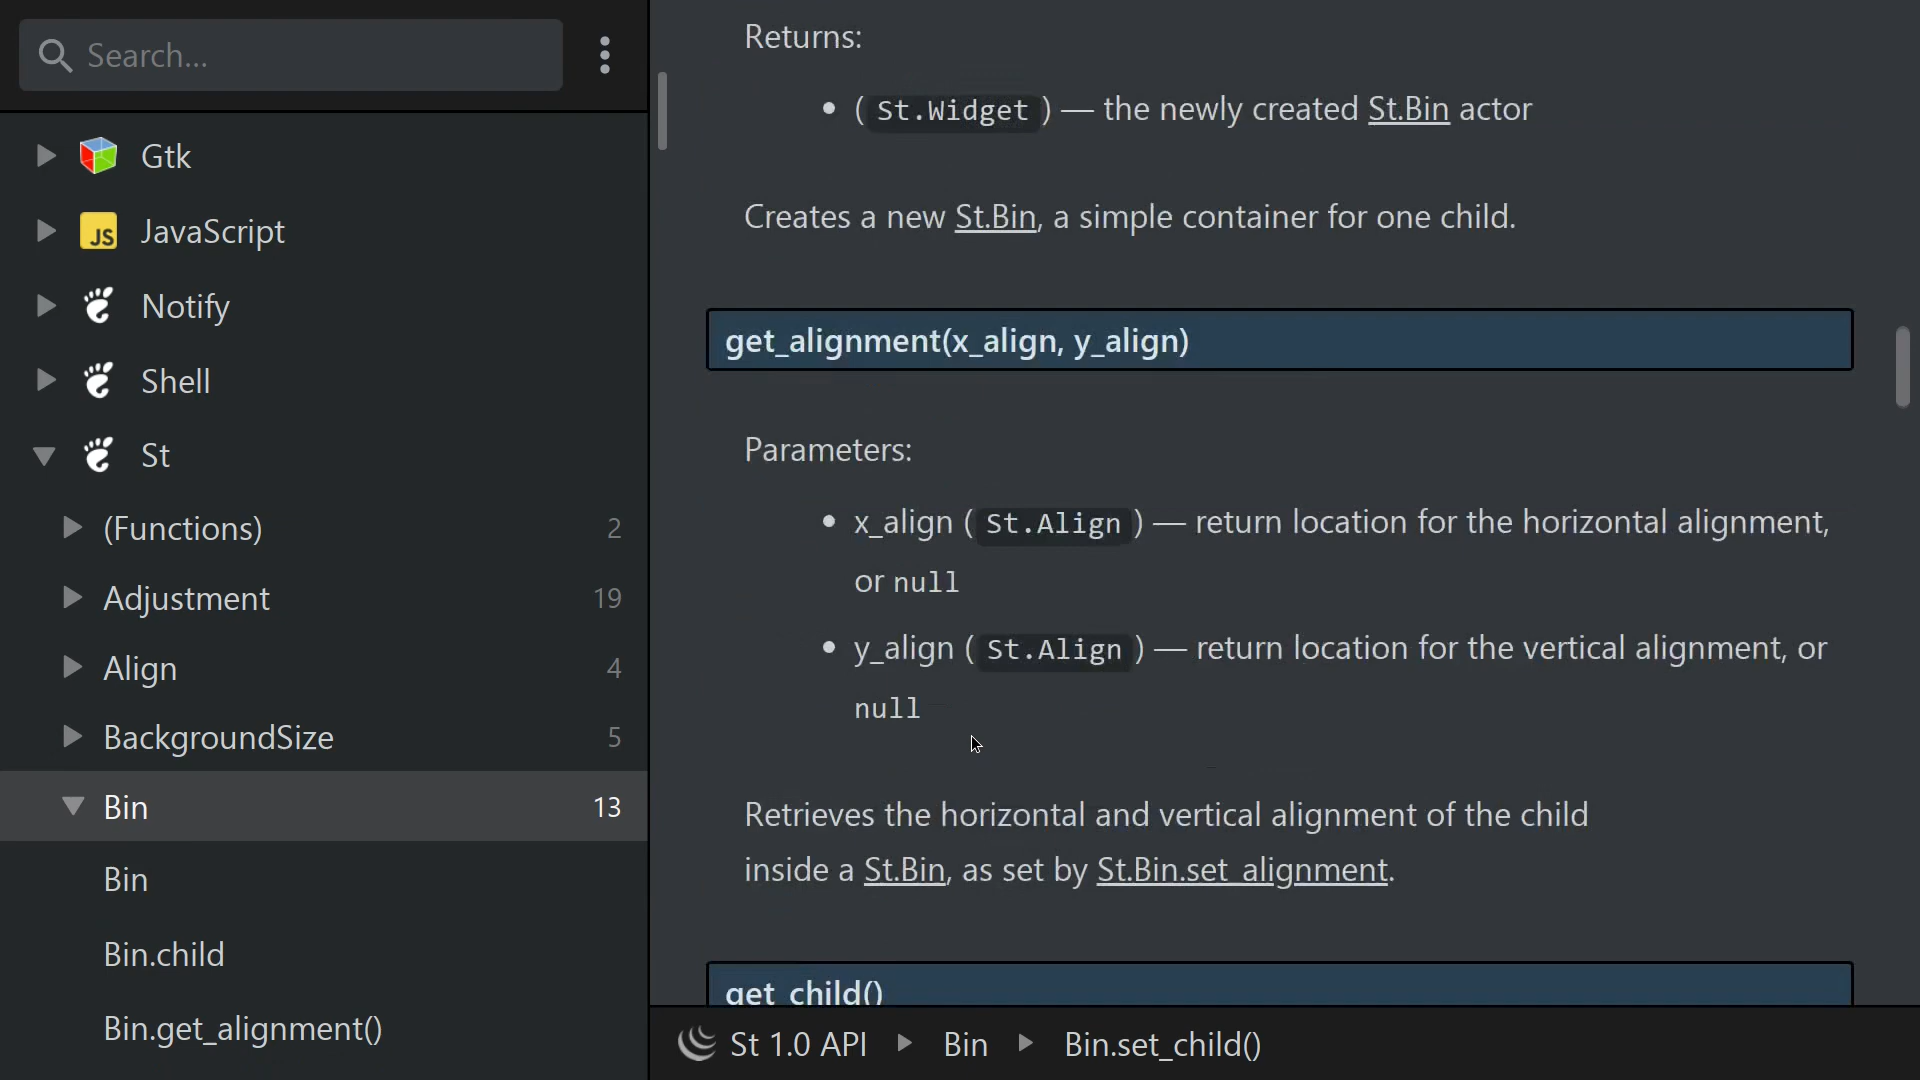 Search...
Gtk
JS JavaScript
Notify
Shell
St
(Functions) 2
Adjustment 19
Align 4
BackgroundSize 5
Bin 13
Bin
Bin.child
Bin.get_alignment()
Returns:
(St.Widget) — the newly created St.Bin actor
Creates a new St.Bin, a simple container for one child.
get_alignment(x_align, y_align)
Parameters:
x_align (St.Align) — return location for the horizontal alignment,
or null
y_align (St.Align) — return location for the vertical alignment, or
null
Retrieves the horizontal and vertical alignment of the child
inside a St.Bin, as set by St.Bin.set_alignment.
get_child()
St 1.0 API Bin Bin.set_child()